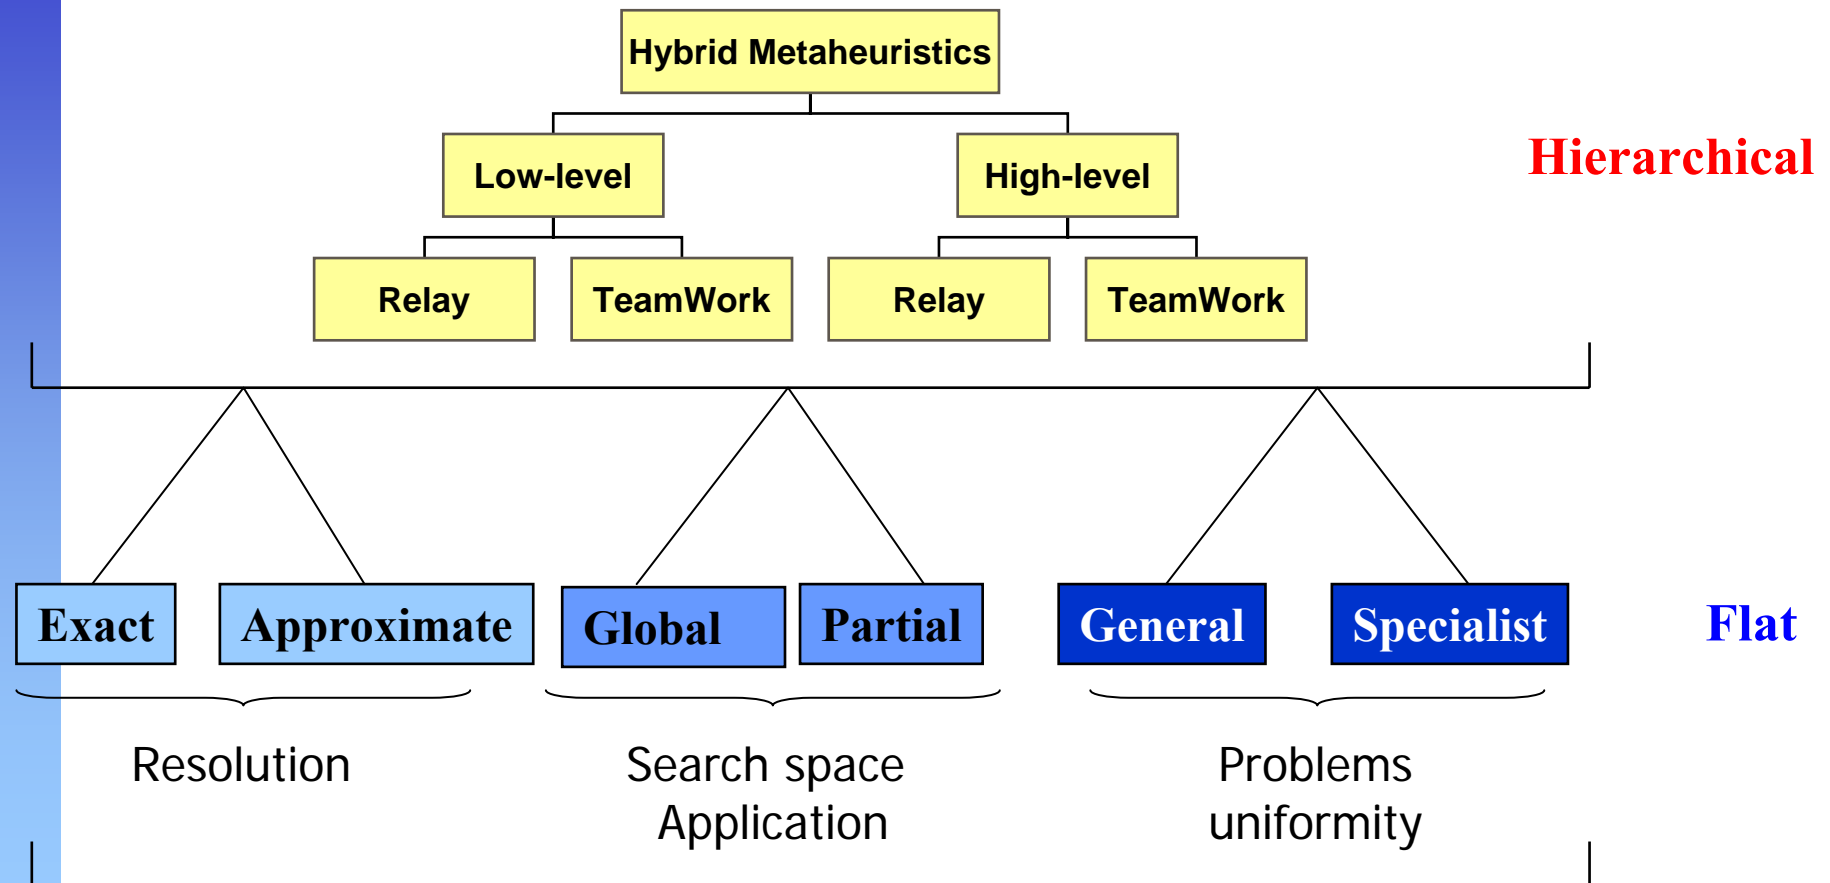 Hybrid Metaheuristics
Low-level
High-level
Hierarchical
Relay
TeamWork
Relay
TeamWork
Exact
Approximate
Global
Partial
General
Specialist
Flat
Resolution
Search space
Application
Problems
uniformity